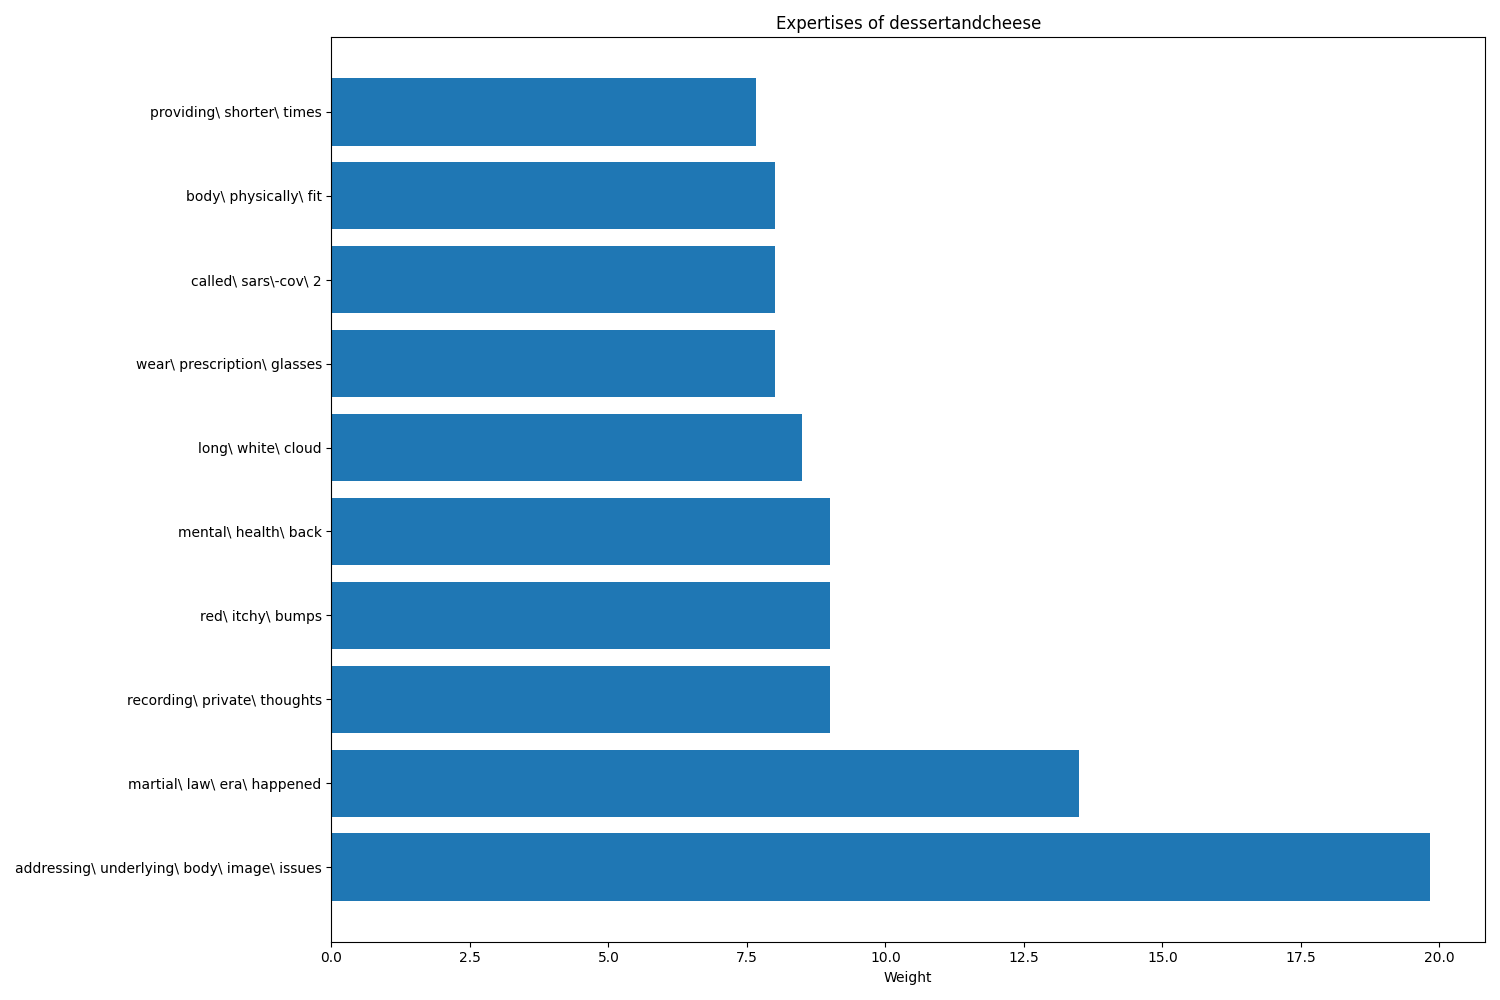 Expertises of dessertandcheese
providing\ shorter\ times
body\ physically\ fit
called\ sars\-cov\ 2
wear\ prescription\ glasses
long\ white\ cloud
mental\ health\ back
red\ itchy\ bumps
recording\ private\ thoughts
martial\ law\ era\ happened
addressing\ underlying\ body\ image\ issues
0.0 2.5 5.0 7.5 10.0 12.5 15.0 17.5 20.0
Weight